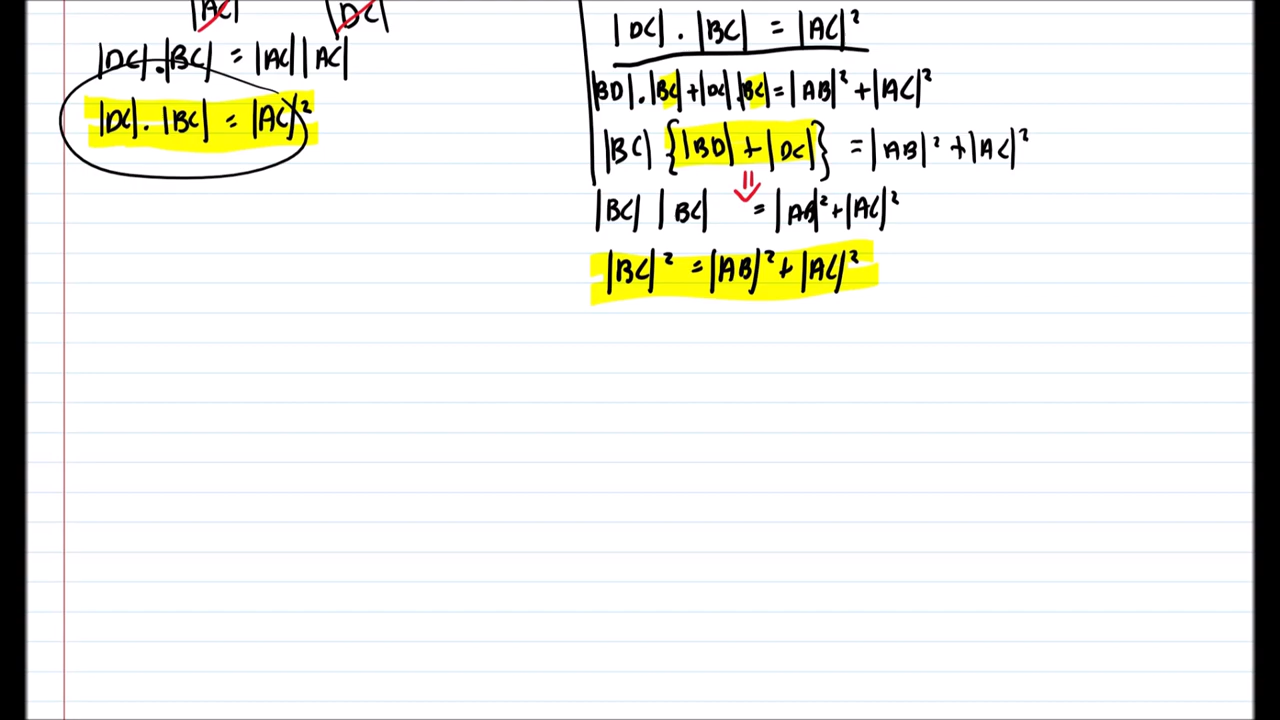 |AC| |DC|
|DC|.|BC| = |AC||AC|
|DC|. |BC| = |AC|²
|DC| . |BC| = |AC|²
|BD|.|BC|+|DC|.|BC|=|AB|²+|AC|²
|BC| {|BD| + |DC|} =|AB|²+|AC|²
|BC| |BC| =|AB|²+|AC|²
|BC|² =|AB|²+|AC|²